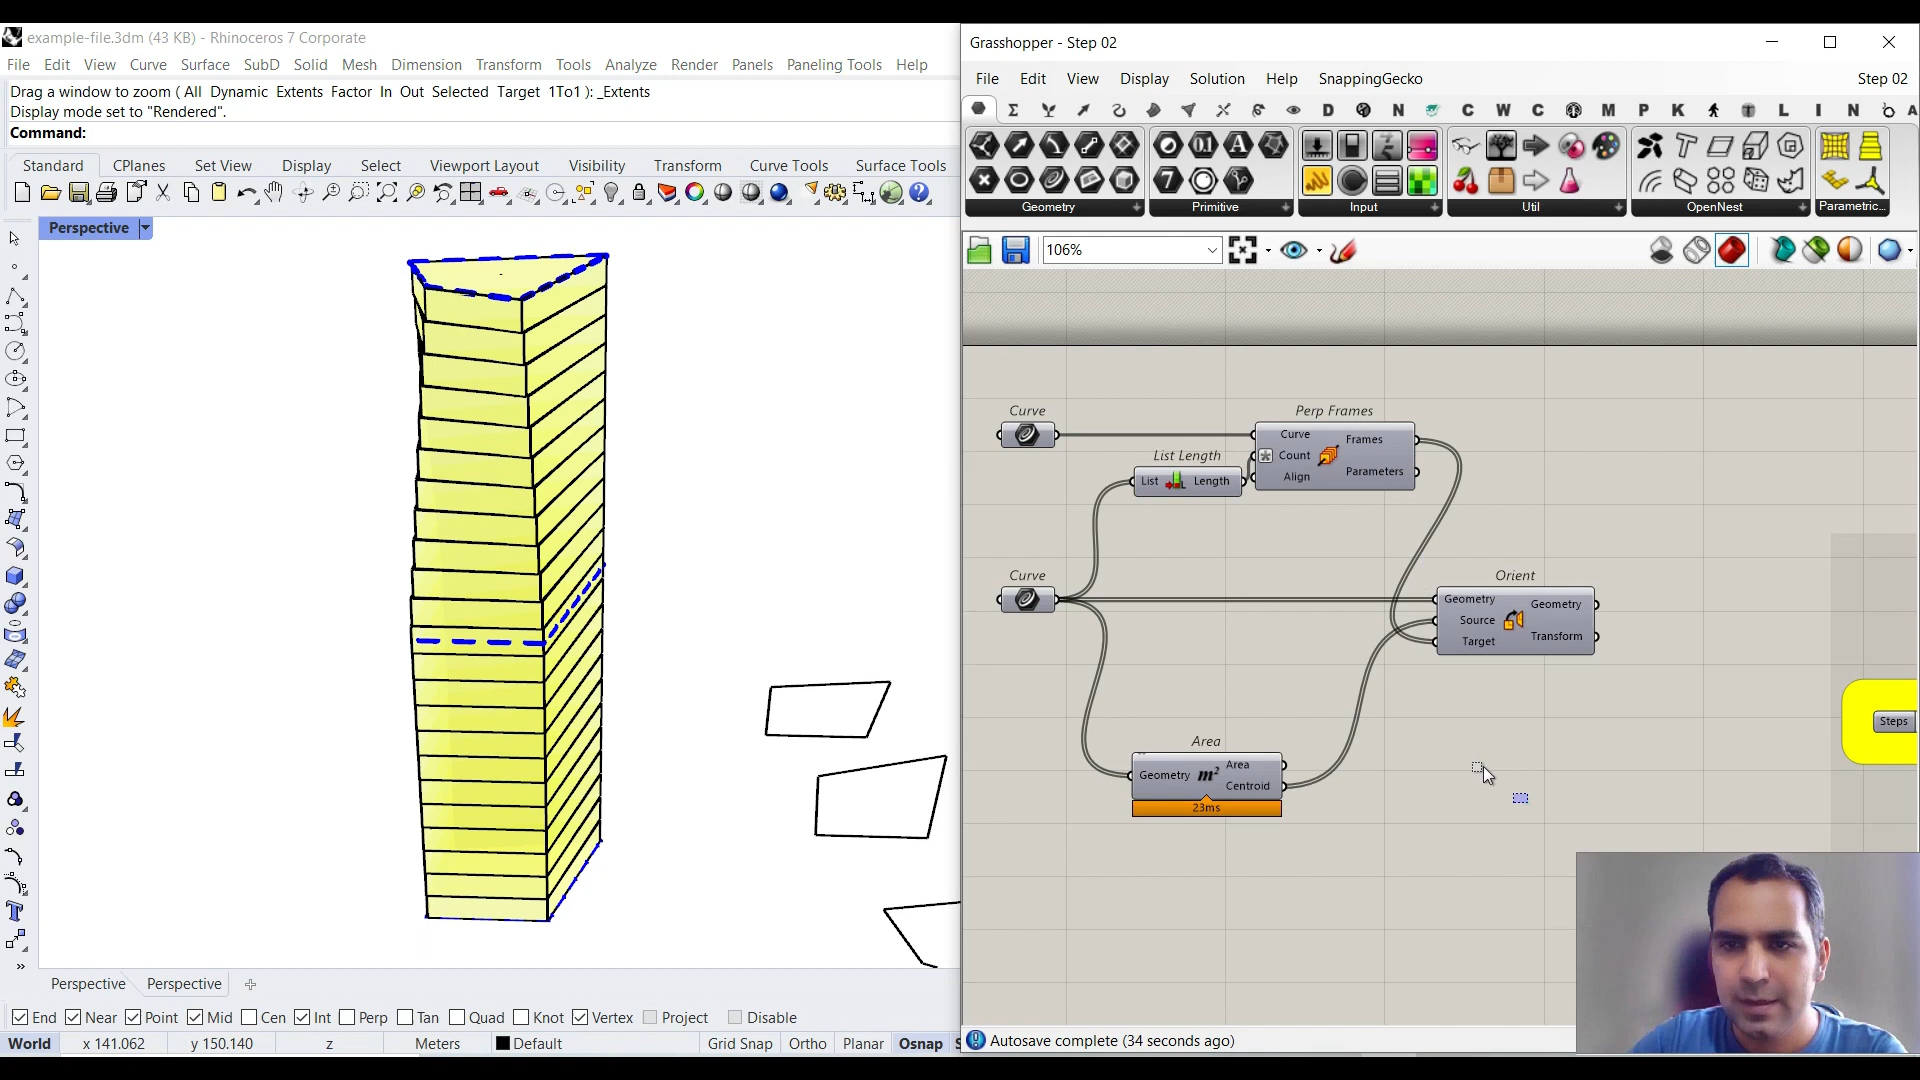 example-file.3dm (43 KB) - Rhinoceros 7 Corporate
File Edit View Curve Surface SubD Solid Mesh Dimension Transform Tools Analyze Render Panels Paneling Tools Help
Drag a window to zoom ( All Dynamic Extents Factor In Out Selected Target 1To1 ): _Extents
Display mode set to "Rendered".
Command:
Standard CPlanes Set View Display Select Viewport Layout Visibility Transform Curve Tools Surface Tools
Perspective
Perspective Perspective
End Near Point Mid Cen Int Perp Tan Quad Knot Vertex Project Disable
World x 141.062 y 150.140 z Meters Default Grid Snap Ortho Planar Osnap
Grasshopper - Step 02
File Edit View Display Solution Help SnappingGecko Step 02
D N C W C M P K L I N A
Geometry Primitive Input Util OpenNest Parametric...
106%
Curve
Perp Frames
Curve
Count
Align
Frames
Parameters
List Length
List Length
Curve
Orient
Geometry
Source
Target
Geometry
Transform
Area
Geometry m² Area
Centroid
23ms
Steps
Autosave complete (34 seconds ago)